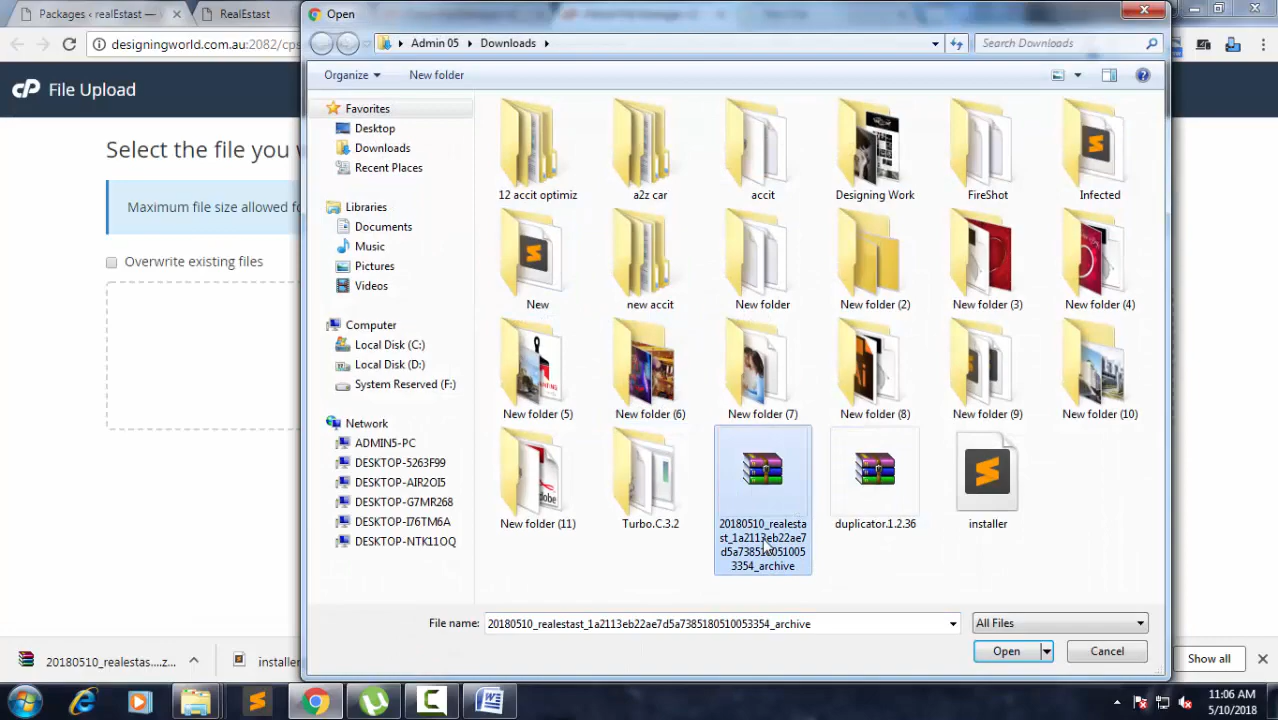 Packages ‹ realEstast — V
RealEstast
Open
designingworld.com.au:2082/cps
File Upload
Select the file you w
Maximum file size allowed fo
Overwrite existing files
Admin 05
Downloads
Search Downloads
Organize
New folder
Favorites
Desktop
Downloads
Recent Places
Libraries
Documents
Music
Pictures
Videos
Computer
Local Disk (C:)
Local Disk (D:)
System Reserved (F:)
Network
ADMIN5-PC
DESKTOP-5263F99
DESKTOP-AIR2OI5
DESKTOP-G7MR268
DESKTOP-I76TM6A
DESKTOP-NTK11OQ
12 accit optimiz
a2z car
accit
Designing Work
FireShot
Infected
New
new accit
New folder
New folder (2)
New folder (3)
New folder (4)
New folder (5)
New folder (6)
New folder (7)
New folder (8)
New folder (9)
New folder (10)
New folder (11)
Turbo.C.3.2
20180510_realesta
st_1a2113eb22ae7
d5a7385180051005
3354_archive
duplicator.1.2.36
installer
File name:
20180510_realestast_1a2113eb22ae7d5a7385180510053354_archive
All Files
Open
Cancel
20180510_realestas....z...
installe
Show all
11:06 AM
5/10/2018